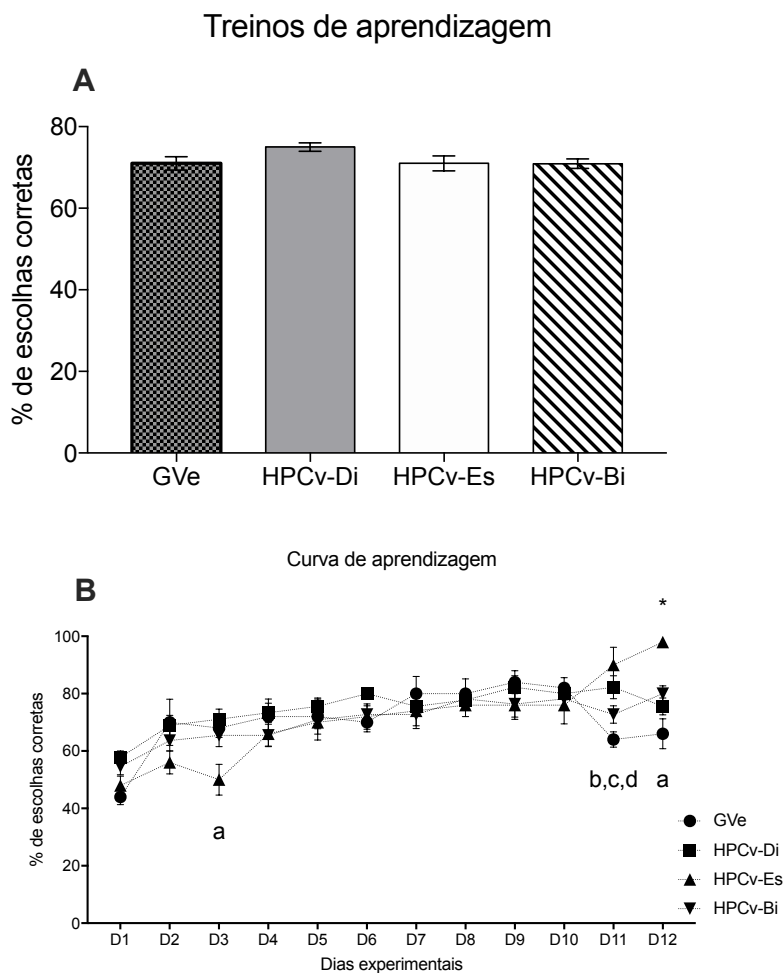 Treinos de aprendizagem
A
% de escolhas corretas
80
60
40
20
0
GVe HPCv-Di HPCv-Es HPCv-Bi
Curva de aprendizagem
B
% de escolhas corretas
100
80
60
40
20
0
*
b,c,d a
a
GVe
HPCv-Di
HPCv-Es
HPCv-Bi
D1 D2 D3 D4 D5 D6 D7 D8 D9 D10 D11 D12
Dias experimentais